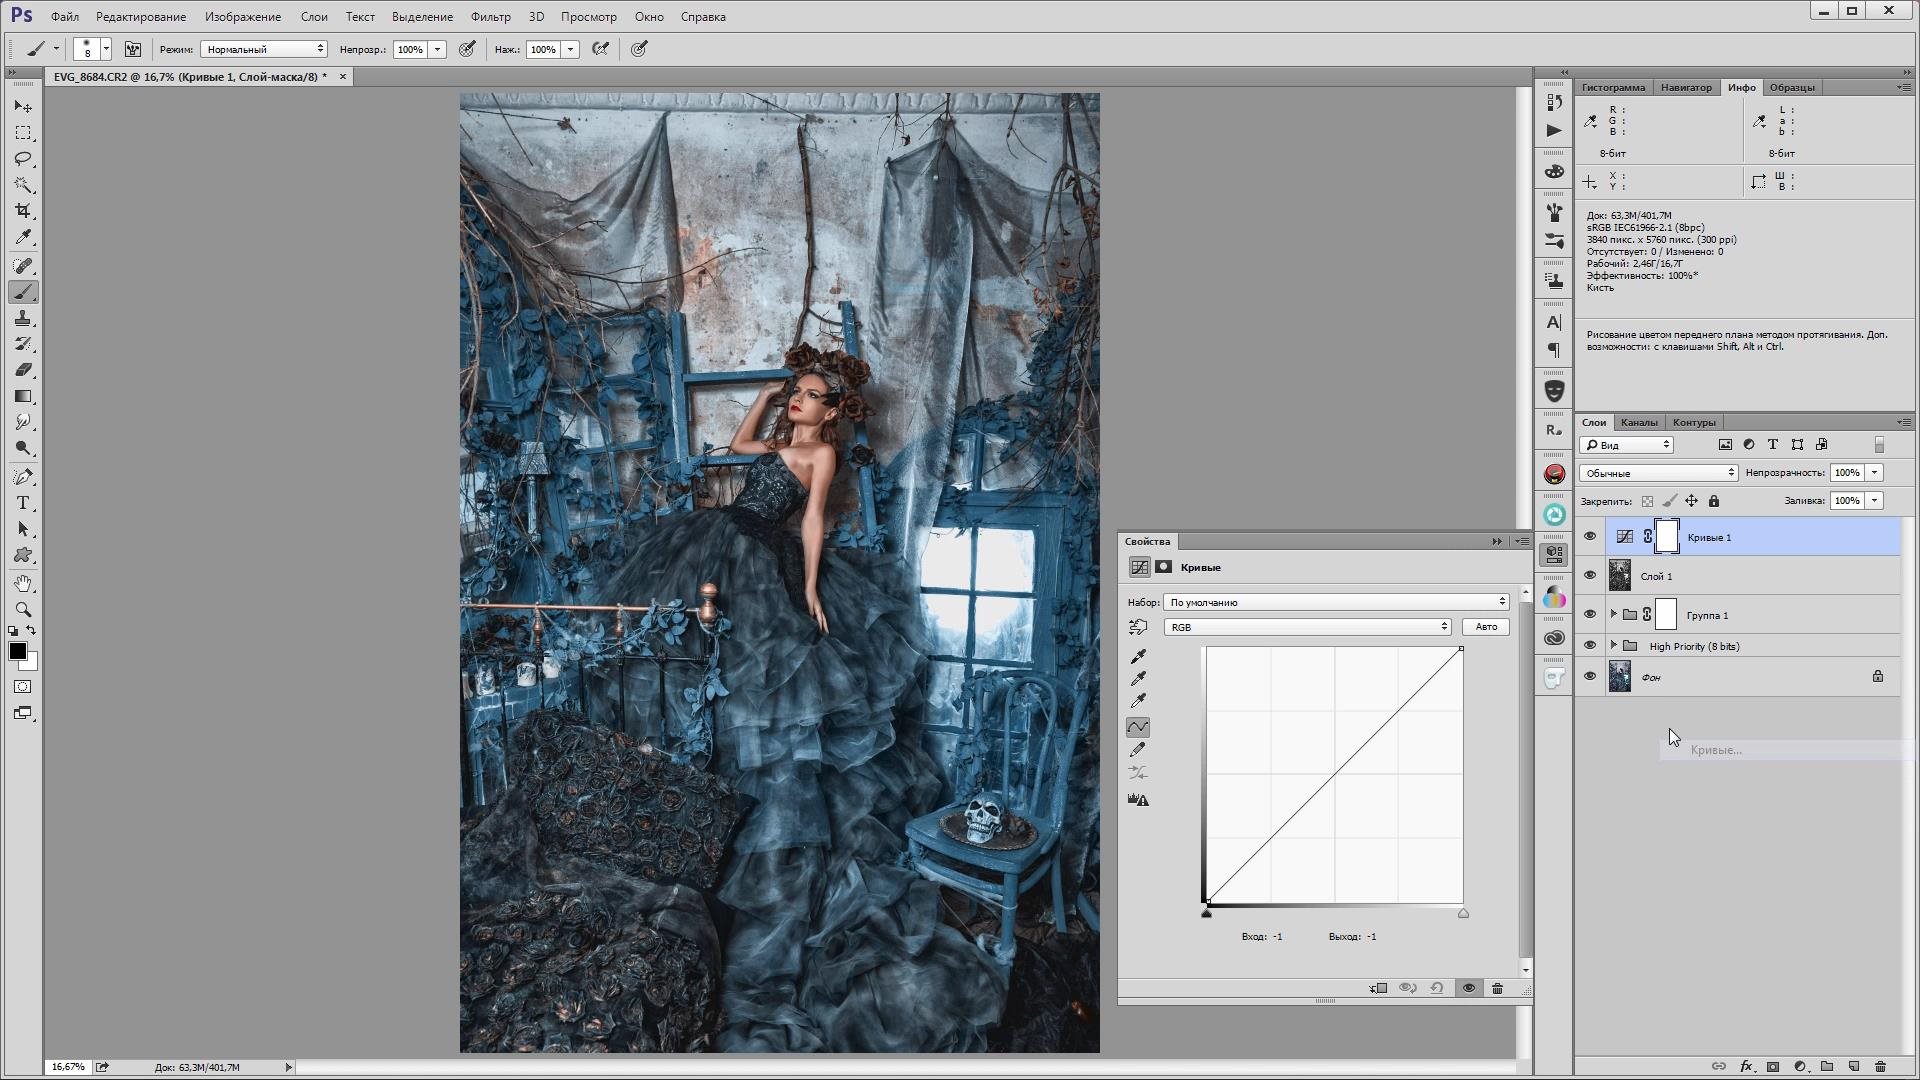 Ps Файл Редактирование Изображение Слои Текст Выделение Фильтр 3D Просмотр Окно Справка
8 Режим: Нормальный Непрозр.: 100% Наж.: 100%
EVG_8684.CR2 @ 16,7% (Кривые 1, Слой-маска/8) *
Гистограмма Навигатор Инфо Образцы
R : L :
G : a :
B : b :
8-бит 8-бит
X : Ш :
Y : В :
Док: 63,3M/401,7M
sRGB IEC61966-2.1 (8bpc)
3840 пикс. x 5760 пикс. (300 ppi)
Отсутствует: 0 / Изменено: 0
Рабочий: 2,46Г/16,7Г
Эффективность: 100%*
Кисть
Рисование цветом переднего плана методом протягивания. Доп.
возможности: с клавишами Shift, Alt и Ctrl.
Слои Каналы Контуры
Вид
Обычные Непрозрачность: 100%
Закрепить: Заливка: 100%
Кривые 1
Слой 1
Группа 1
High Priority (8 bits)
Фон
Кривые...
Свойства
Кривые
Набор: По умолчанию
RGB Авто
Вход: -1 Выход: -1
16,67% Док: 63,3M/401,7M